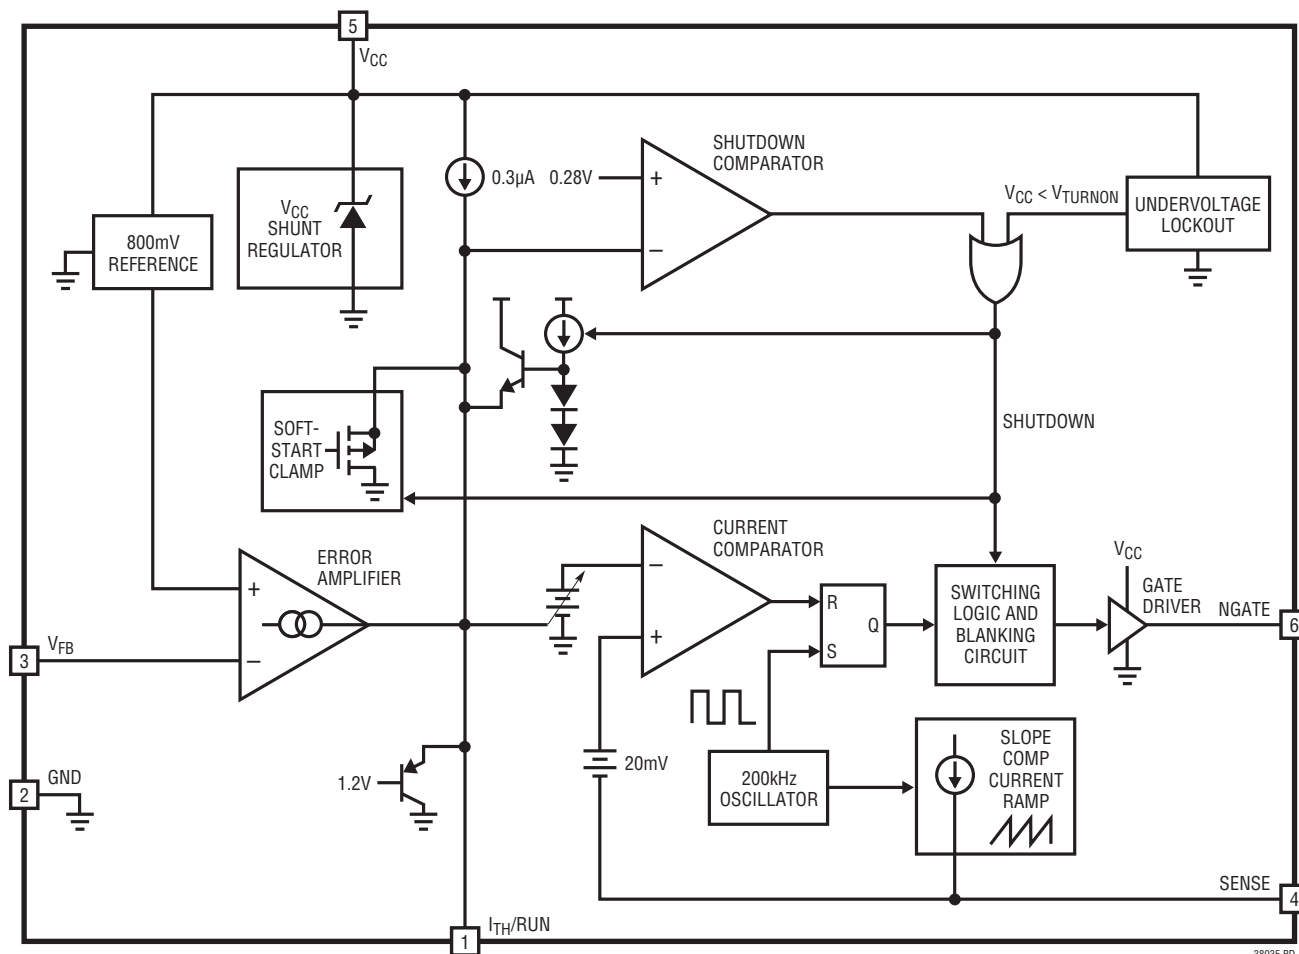 5
VCC
SHUTDOWN
COMPARATOR
0.3µA
0.28V
+
−
VCC < VTURNON
UNDERVOLTAGE
LOCKOUT
VCC
SHUNT
REGULATOR
800mV
REFERENCE
SOFT-
START
CLAMP
SHUTDOWN
ERROR
AMPLIFIER
+
−
CURRENT
COMPARATOR
−
+
R
S
Q
SWITCHING
LOGIC AND
BLANKING
CIRCUIT
VCC
GATE
DRIVER
NGATE
6
3
VFB
2
GND
1.2V
20mV
200kHz
OSCILLATOR
SLOPE
COMP
CURRENT
RAMP
SENSE
4
1
ITH/RUN